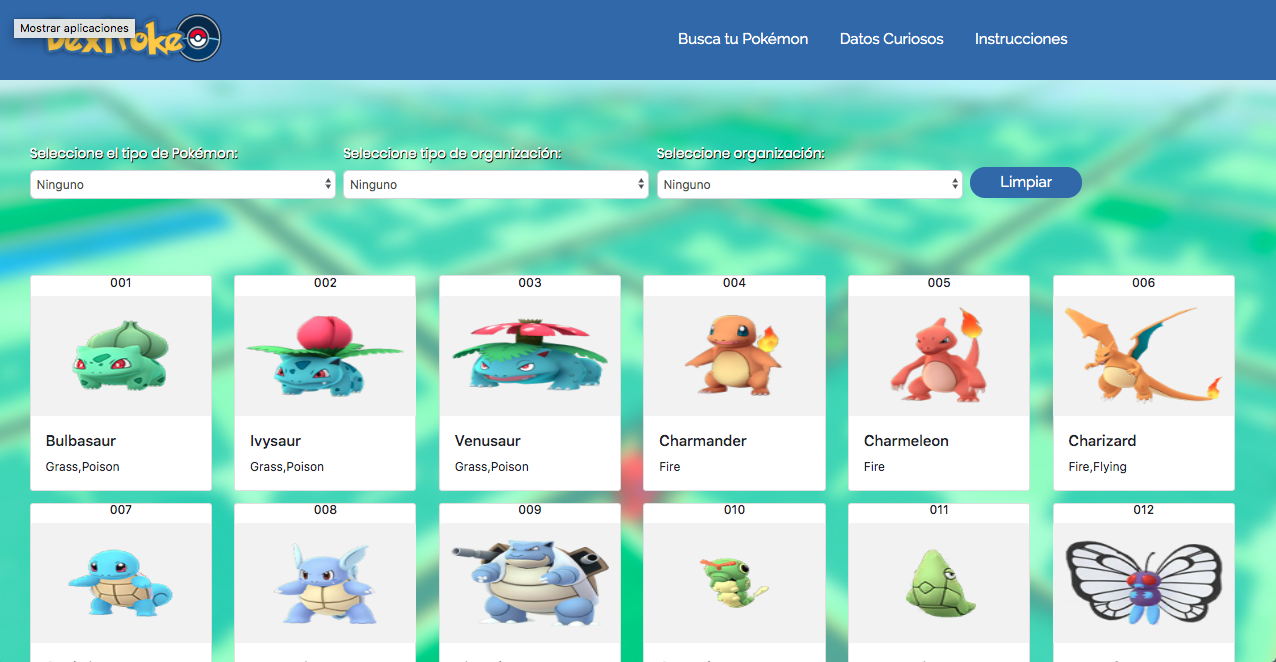 Mostrar aplicaciones
Busca tu Pokémon Datos Curiosos Instrucciones
Seleccione el tipo de Pokémon: Seleccione tipo de organización: Seleccione organización:
Ninguno Ninguno Ninguno Limpiar
001 002 003 004 005 006
Bulbasaur Ivysaur Venusaur Charmander Charmeleon Charizard
Grass,Poison Grass,Poison Grass,Poison Fire Fire Fire,Flying
007 008 009 010 011 012